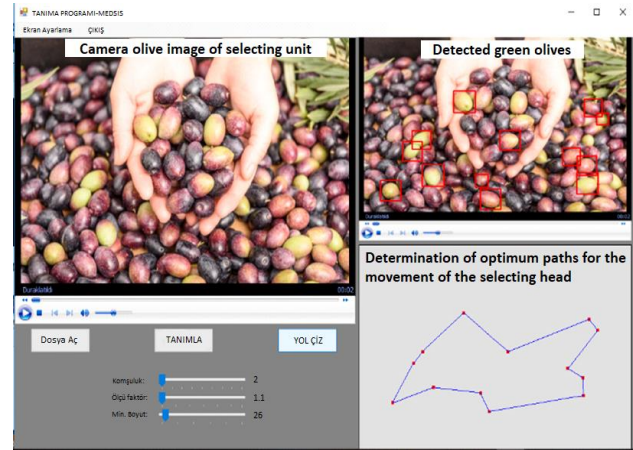 TANIMA PROGRAMI-MEDSIS
Ekran Ayarlama ÇIKIŞ
Camera olive image of selecting unit
Duraklatıldı 00:02
Dosya Aç TANIMLA YOL ÇİZ
Komşuluk: 2
Ölçü faktör: 1.1
Min. Boyut: 26
Detected green olives
Duraklatıldı 00:02
Determination of optimum paths for the
movement of the selecting head